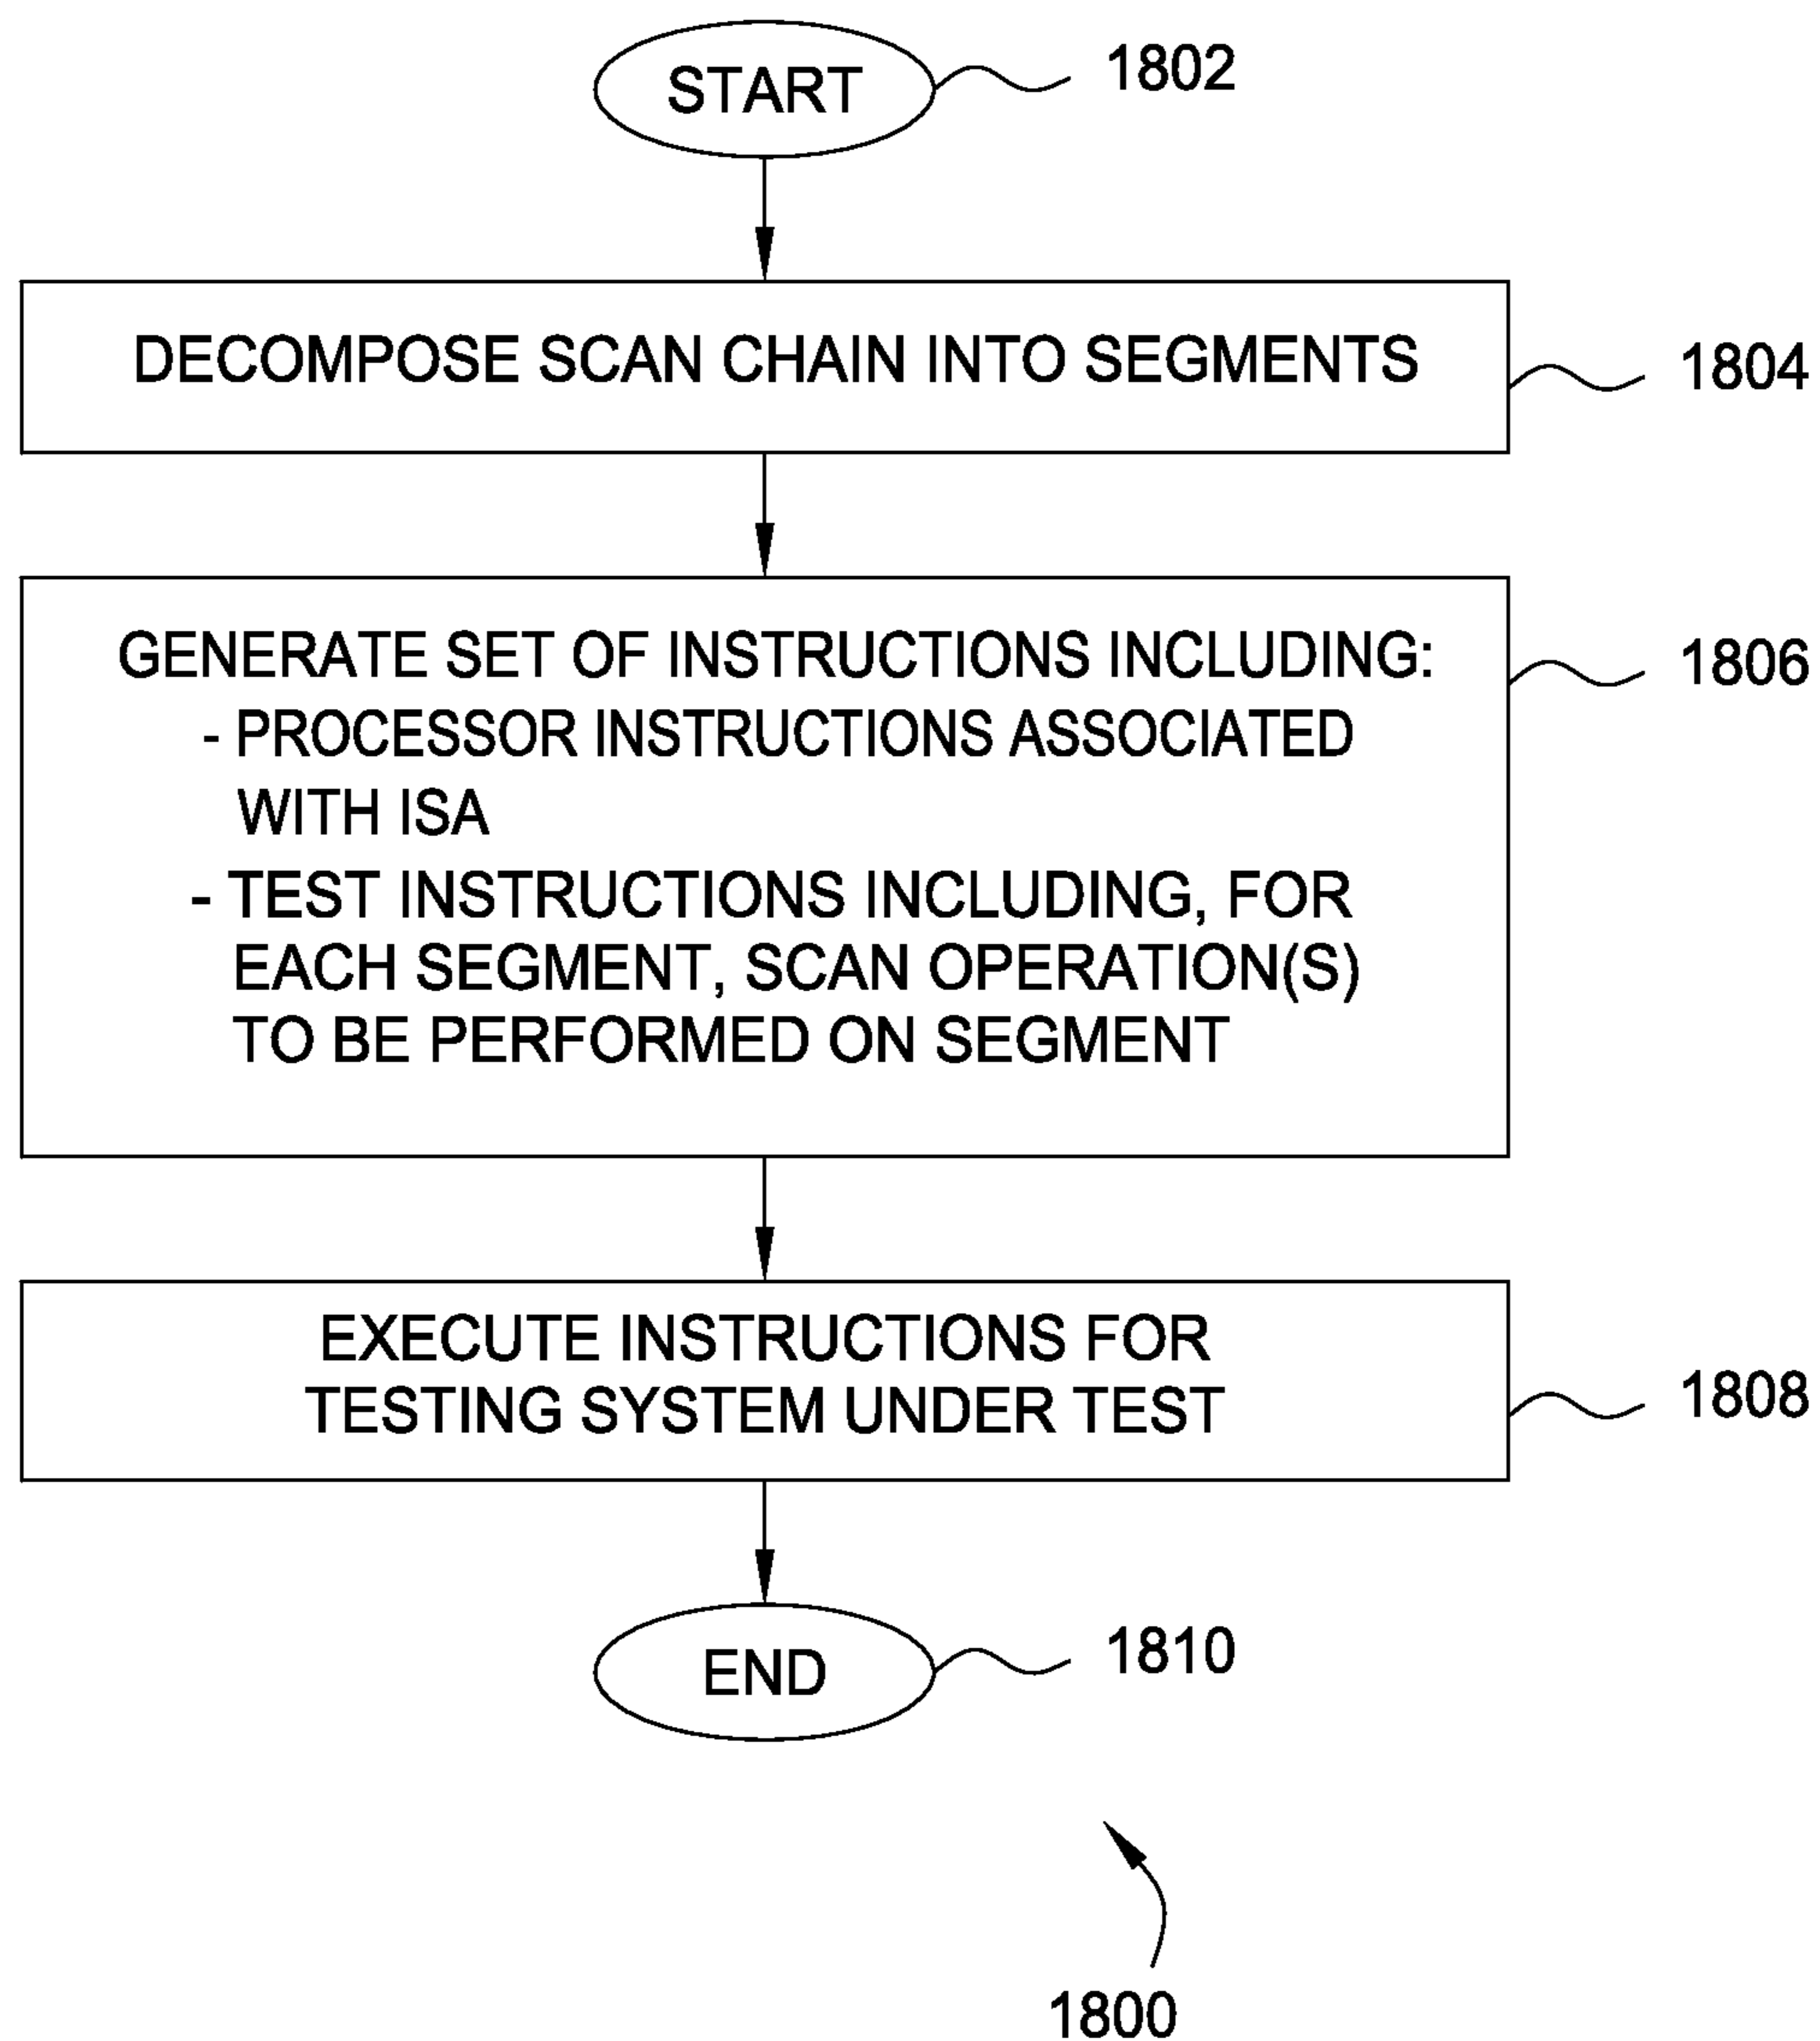 START
1802
DECOMPOSE SCAN CHAIN INTO SEGMENTS
1804
GENERATE SET OF INSTRUCTIONS INCLUDING:
1806
- PROCESSOR INSTRUCTIONS ASSOCIATED
WITH ISA
- TEST INSTRUCTIONS INCLUDING, FOR
EACH SEGMENT, SCAN OPERATION(S)
TO BE PERFORMED ON SEGMENT
EXECUTE INSTRUCTIONS FOR
TESTING SYSTEM UNDER TEST
1808
END
1810
1800